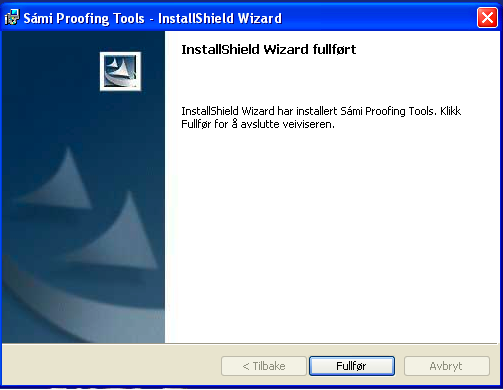 Sámi Proofing Tools - InstallShield Wizard
InstallShield Wizard fullført
InstallShield Wizard har installert Sámi Proofing Tools. Klikk
Fullfør for å avslutte veiviseren.
< Tilbake
Fullfør
Avbryt